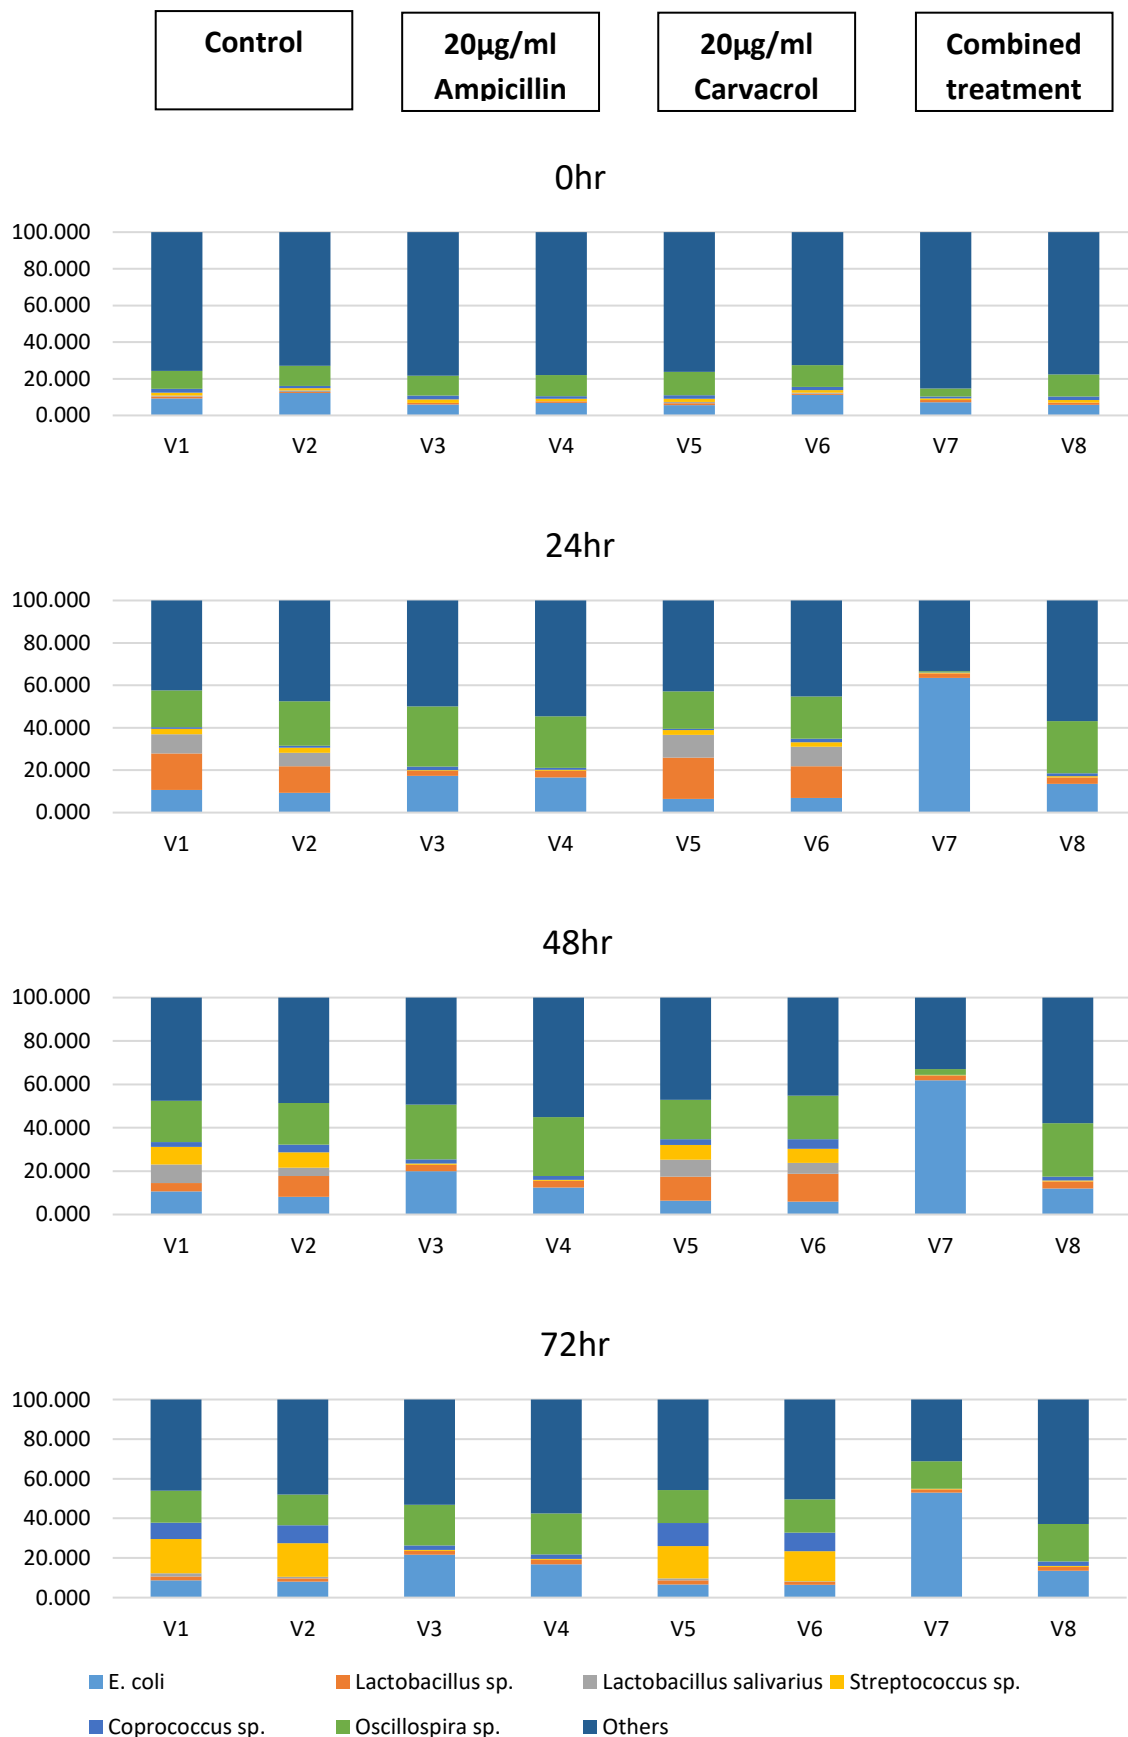 Control
20µg/ml
Ampicillin
20µg/ml
Carvacrol
Combined
treatment
0hr
100.000
80.000
60.000
40.000
20.000
0.000
V1 V2 V3 V4 V5 V6 V7 V8
24hr
100.000
80.000
60.000
40.000
20.000
0.000
V1 V2 V3 V4 V5 V6 V7 V8
48hr
100.000
80.000
60.000
40.000
20.000
0.000
V1 V2 V3 V4 V5 V6 V7 V8
72hr
100.000
80.000
60.000
40.000
20.000
0.000
V1 V2 V3 V4 V5 V6 V7 V8
E. coli Lactobacillus sp. Lactobacillus salivarius Streptococcus sp.
Coprococcus sp. Oscillospira sp. Others